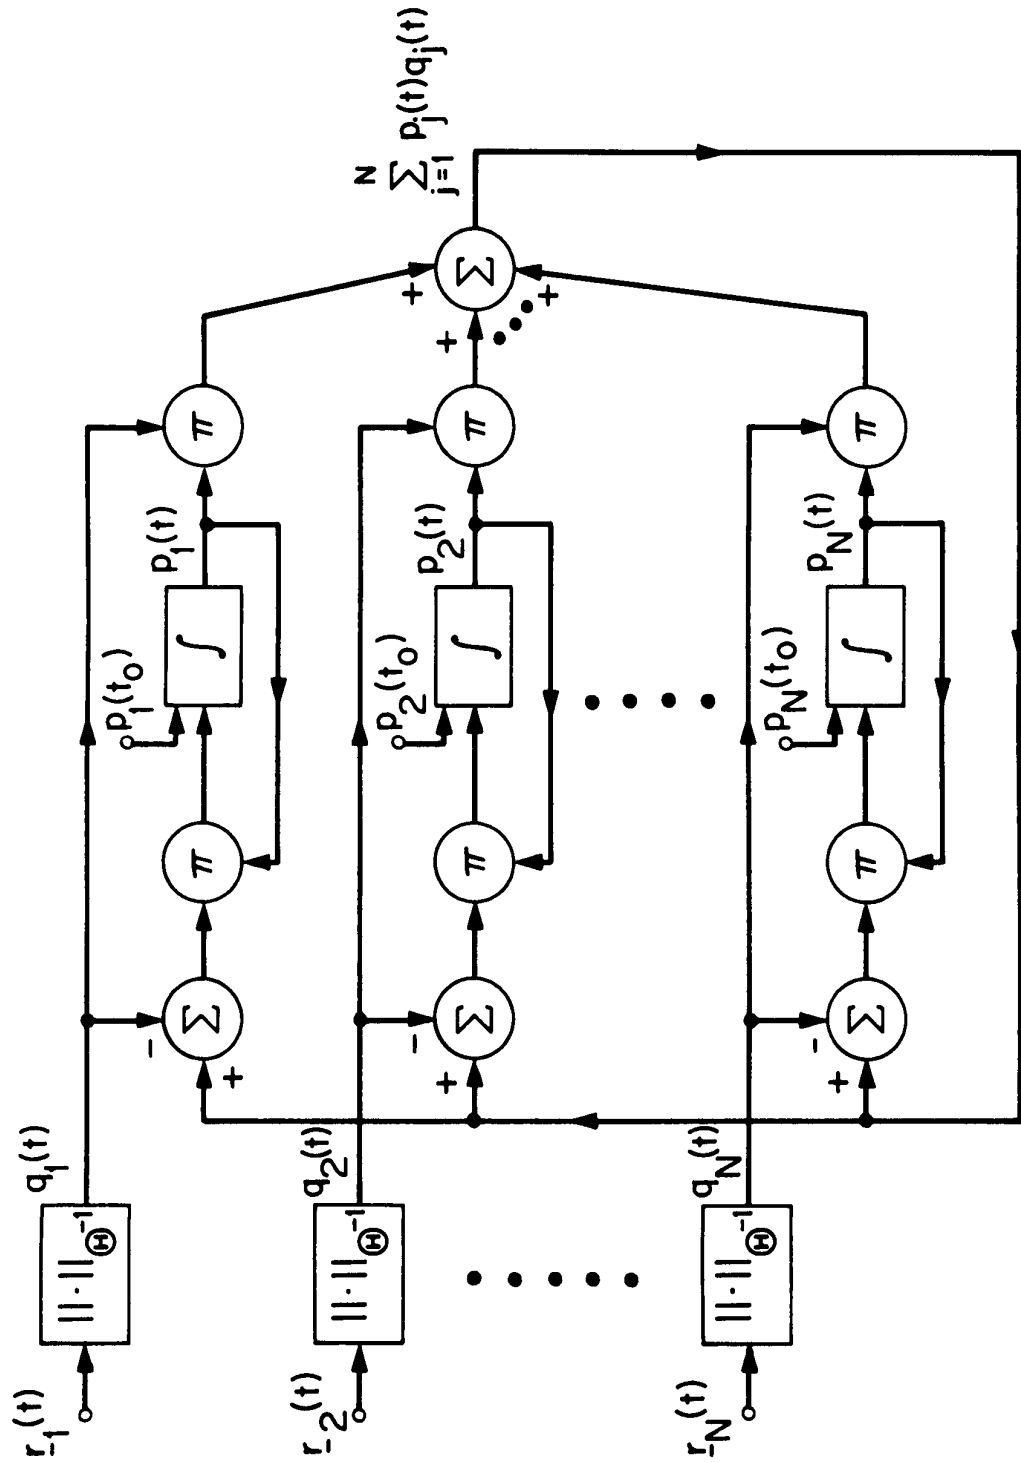 r_1(t)
||·||_Θ^-1
q_1(t)
-
+
Σ
π
p_1(t_0)
∫
p_1(t)
π
r_2(t)
||·||_Θ^-1
q_2(t)
-
+
Σ
π
p_2(t_0)
∫
p_2(t)
π
r_N(t)
||·||_Θ^-1
q_N(t)
-
+
Σ
π
p_N(t_0)
∫
p_N(t)
π
+
+
+
Σ
N
Σ p_j(t)q_j(t)
j=1